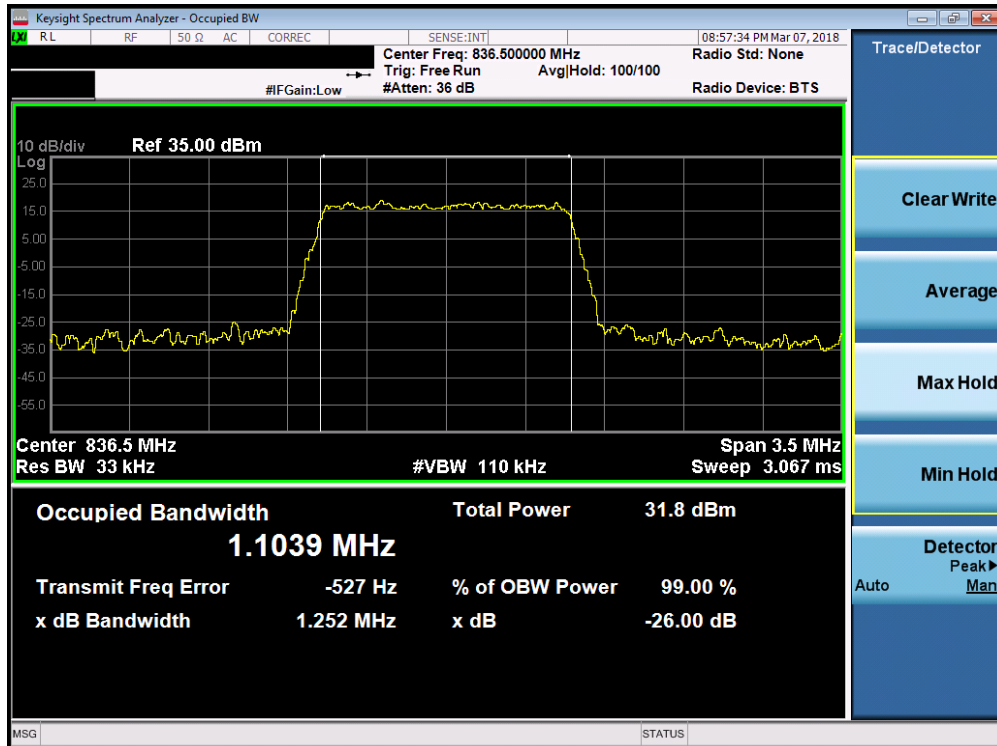 Keysight Spectrum Analyzer - Occupied BW
LXI RL RF 50 Ω AC CORREC SENSE:INT 08:57:34 PM Mar 07, 2018
Center Freq: 836.500000 MHz Radio Std: None
Trig: Free Run Avg|Hold: 100/100
#IFGain:Low #Atten: 36 dB Radio Device: BTS
10 dB/div Ref 35.00 dBm
Log
25.0
15.0
5.00
-5.00
-15.0
-25.0
-35.0
-45.0
-55.0
Center 836.5 MHz Span 3.5 MHz
Res BW 33 kHz #VBW 110 kHz Sweep 3.067 ms
Occupied Bandwidth Total Power 31.8 dBm
1.1039 MHz
Transmit Freq Error -527 Hz % of OBW Power 99.00 %
x dB Bandwidth 1.252 MHz x dB -26.00 dB
MSG STATUS
Trace/Detector
Clear Write
Average
Max Hold
Min Hold
Detector
Peak▶
Auto Man